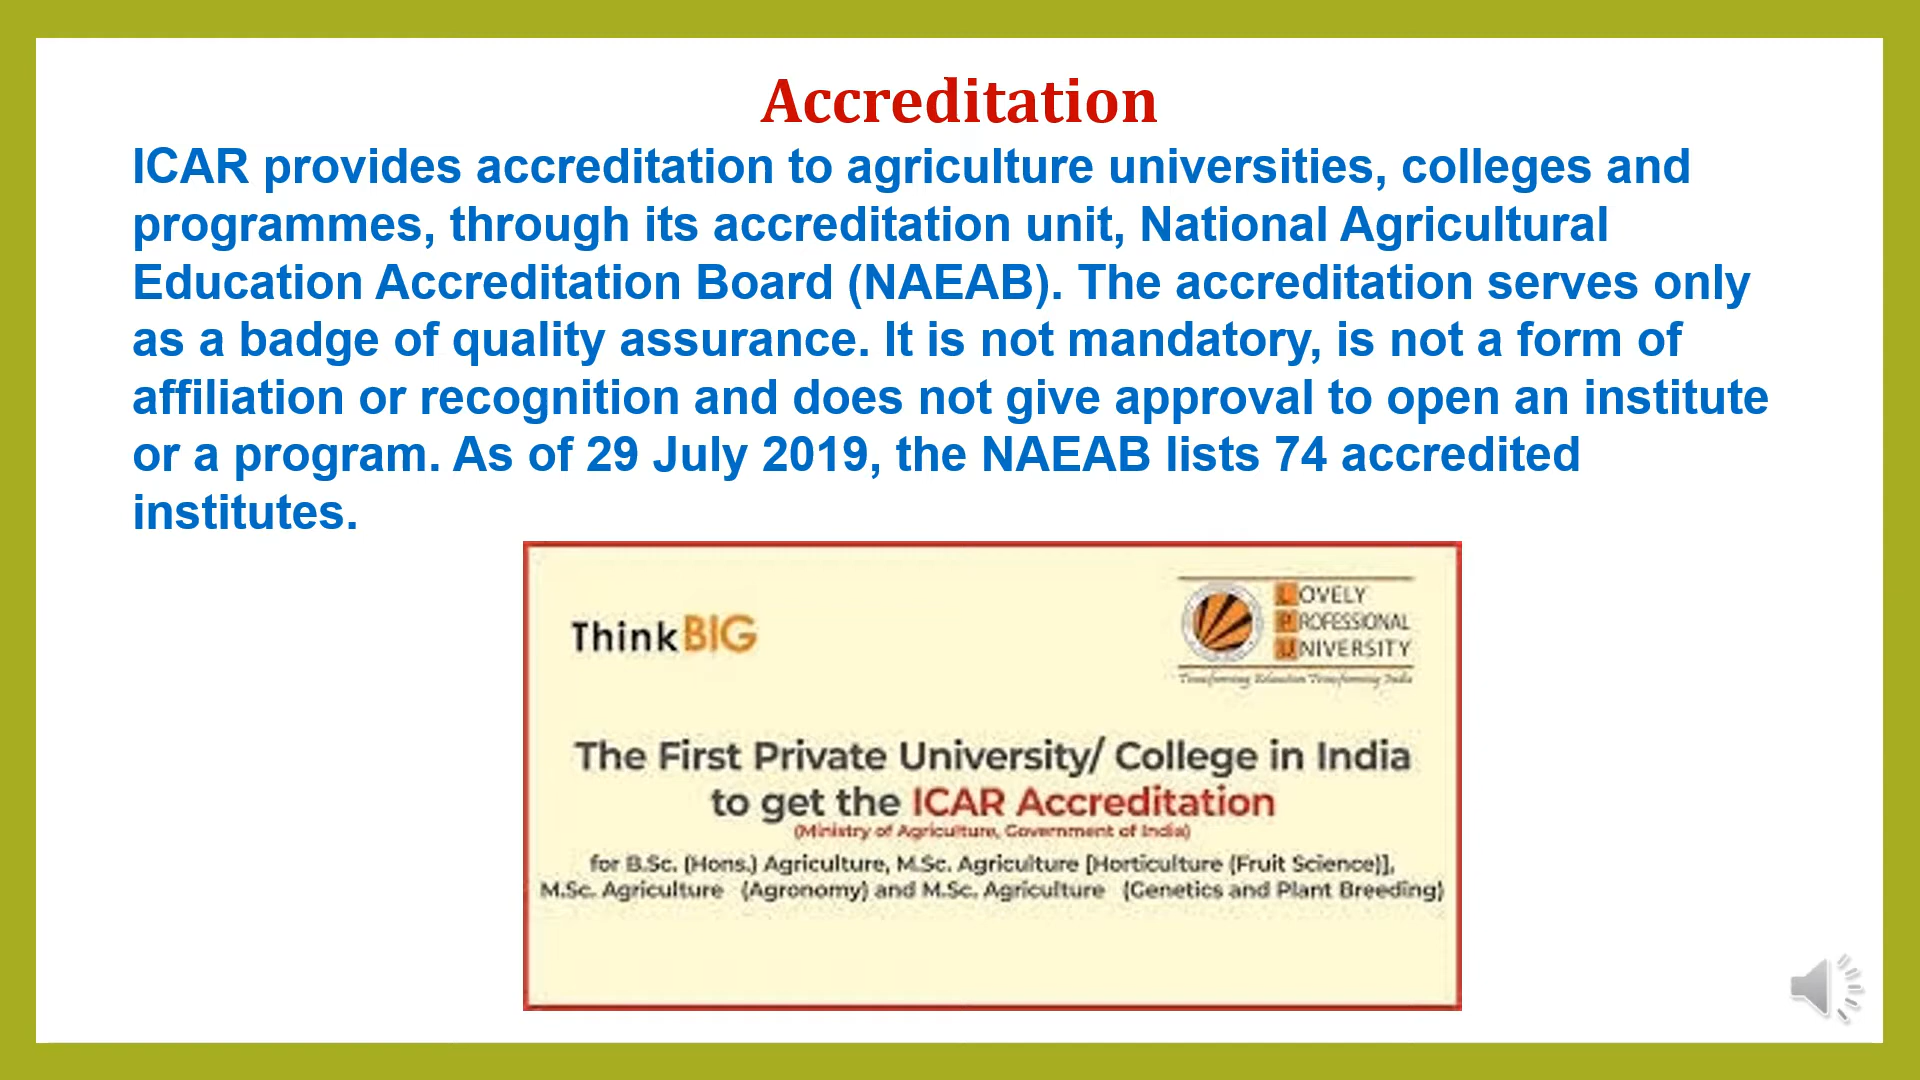 Accreditation
ICAR provides accreditation to agriculture universities, colleges and
programmes, through its accreditation unit, National Agricultural
Education Accreditation Board (NAEAB). The accreditation serves only
as a badge of quality assurance. It is not mandatory, is not a form of
affiliation or recognition and does not give approval to open an institute
or a program. As of 29 July 2019, the NAEAB lists 74 accredited
institutes.
ThinkBIG
LOVELY
PROFESSIONAL
UNIVERSITY
Transforming Education Transforming India
The First Private University/ College in India
to get the ICAR Accreditation
(Ministry of Agriculture, Government of India)
for B.Sc. (Hons.) Agriculture, M.Sc. Agriculture [Horticulture (Fruit Science)],
M.Sc. Agriculture (Agronomy) and M.Sc. Agriculture (Genetics and Plant Breeding)